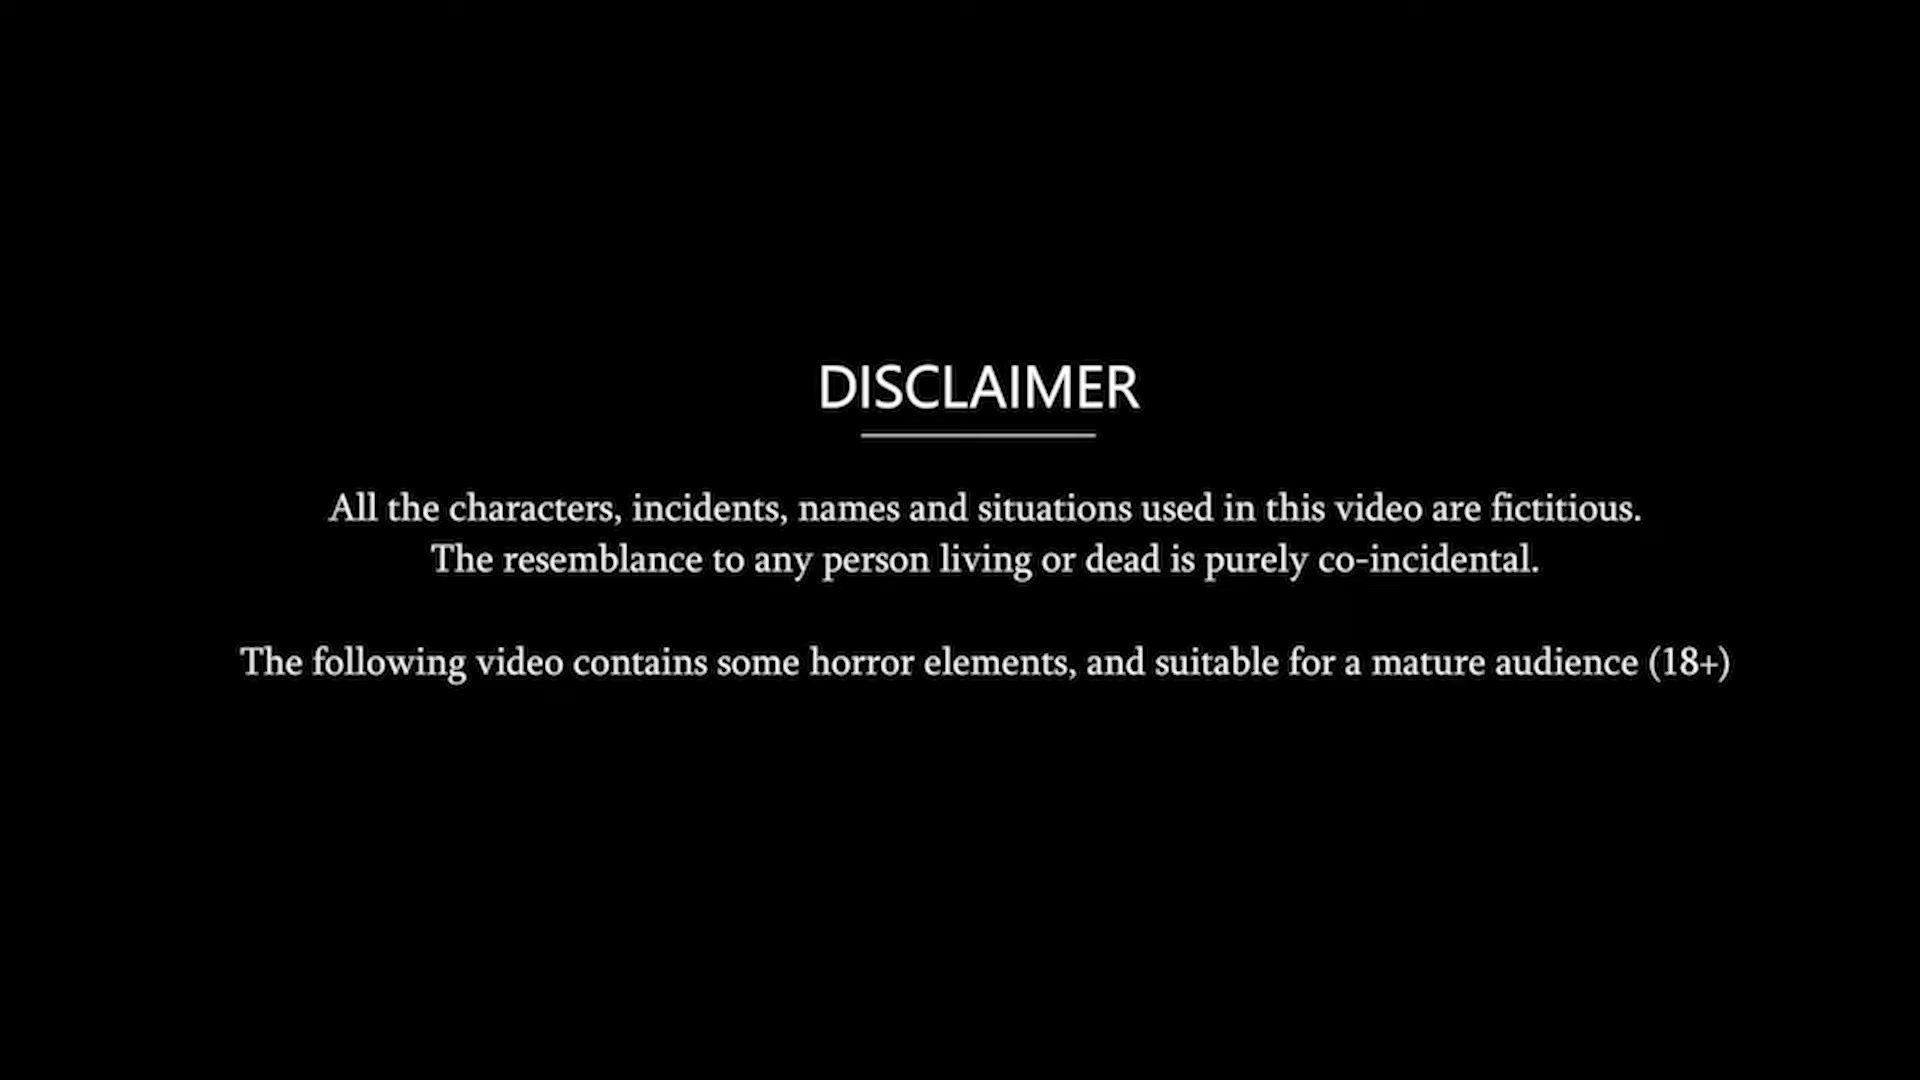 DISCLAIMER
All the characters, incidents, names and situations used in this video are fictitious.
The resemblance to any person living or dead is purely co-incidental.
The following video contains some horror elements, and suitable for a mature audience (18+)